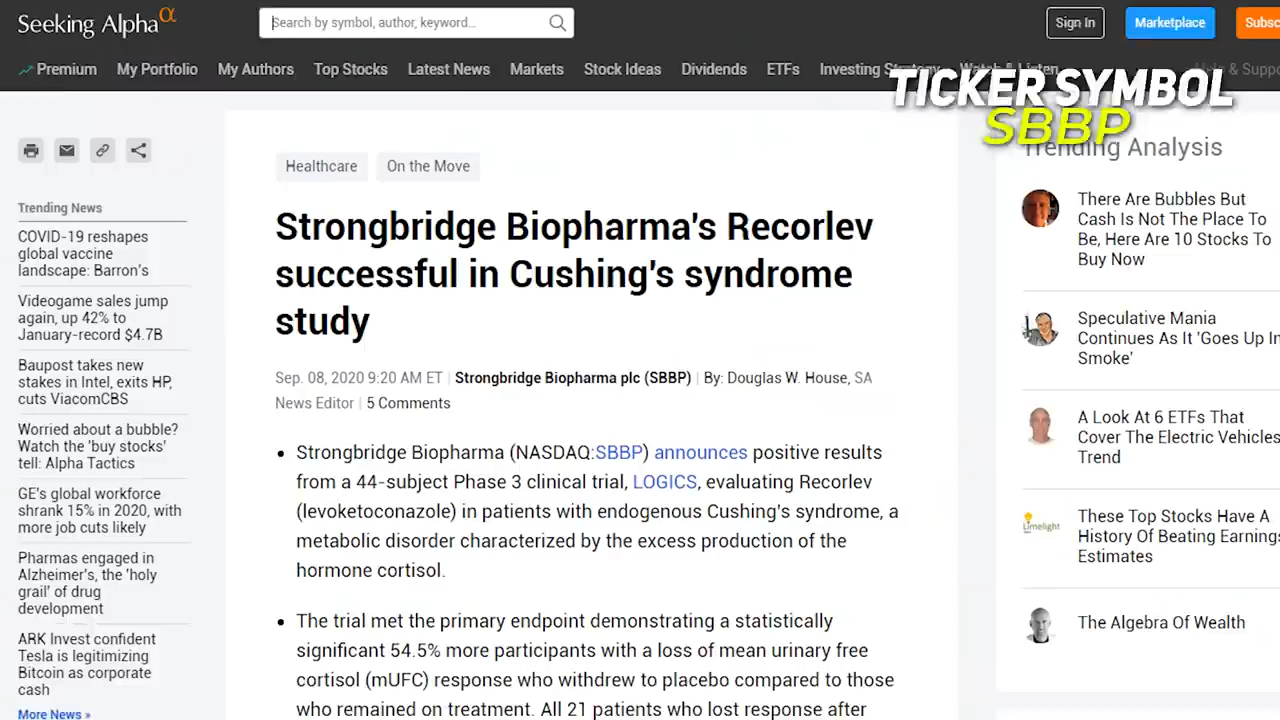 Seeking Alpha α
Search by symbol, author, keyword...
Sign In
Marketplace
Subsc
Premium
My Portfolio
My Authors
Top Stocks
Latest News
Markets
Stock Ideas
Dividends
ETFs
Investing Strategy
Watch & Listen
Help & Suppo
TICKER SYMBOL
SBBP
Trending News
COVID-19 reshapes
global vaccine
landscape: Barron's
Videogame sales jump
again, up 42% to
January-record $4.7B
Baupost takes new
stakes in Intel, exits HP,
cuts ViacomCBS
Worried about a bubble?
Watch the 'buy stocks'
tell: Alpha Tactics
GE's global workforce
shrank 15% in 2020, with
more job cuts likely
Pharmas engaged in
Alzheimer's, the 'holy
grail' of drug
development
ARK Invest confident
Tesla is legitimizing
Bitcoin as corporate
cash
More News »
Healthcare
On the Move
Strongbridge Biopharma's Recorlev
successful in Cushing's syndrome
study
Sep. 08, 2020 9:20 AM ET | Strongbridge Biopharma plc (SBBP) | By: Douglas W. House, SA
News Editor | 5 Comments
• Strongbridge Biopharma (NASDAQ:SBBP) announces positive results
from a 44-subject Phase 3 clinical trial, LOGICS, evaluating Recorlev
(levoketoconazole) in patients with endogenous Cushing's syndrome, a
metabolic disorder characterized by the excess production of the
hormone cortisol.
• The trial met the primary endpoint demonstrating a statistically
significant 54.5% more participants with a loss of mean urinary free
cortisol (mUFC) response who withdrew to placebo compared to those
who remained on treatment. All 21 patients who lost response after
Trending Analysis
There Are Bubbles But
Cash Is Not The Place To
Be, Here Are 10 Stocks To
Buy Now
Speculative Mania
Continues As It 'Goes Up In
Smoke'
A Look At 6 ETFs That
Cover The Electric Vehicles
Trend
Limelight
These Top Stocks Have A
History Of Beating Earnings
Estimates
The Algebra Of Wealth